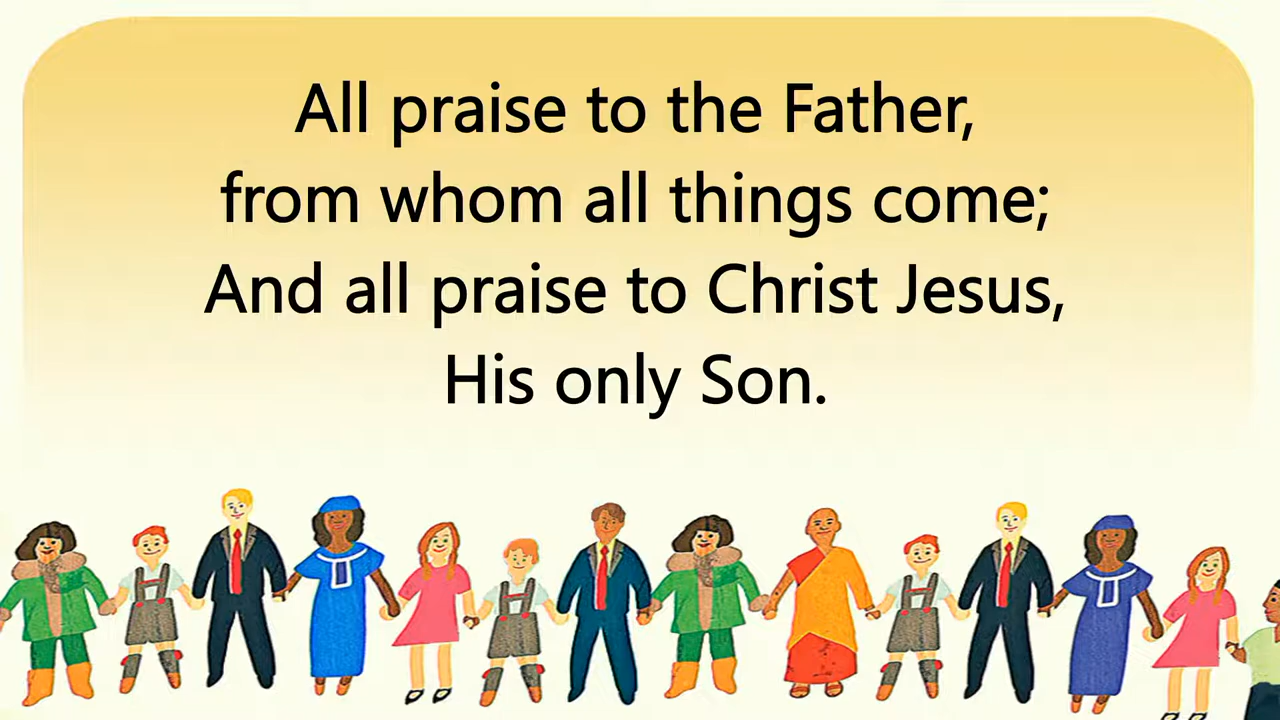 All praise to the Father,
from whom all things come;
And all praise to Christ Jesus,
His only Son.